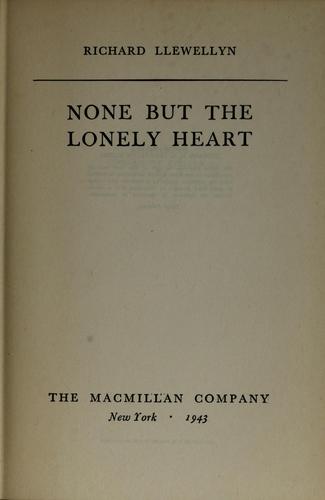 RICHARD LLEWELLYN
NONE BUT THE
LONELY HEART
THE MACMILLAN COMPANY
New York · 1943